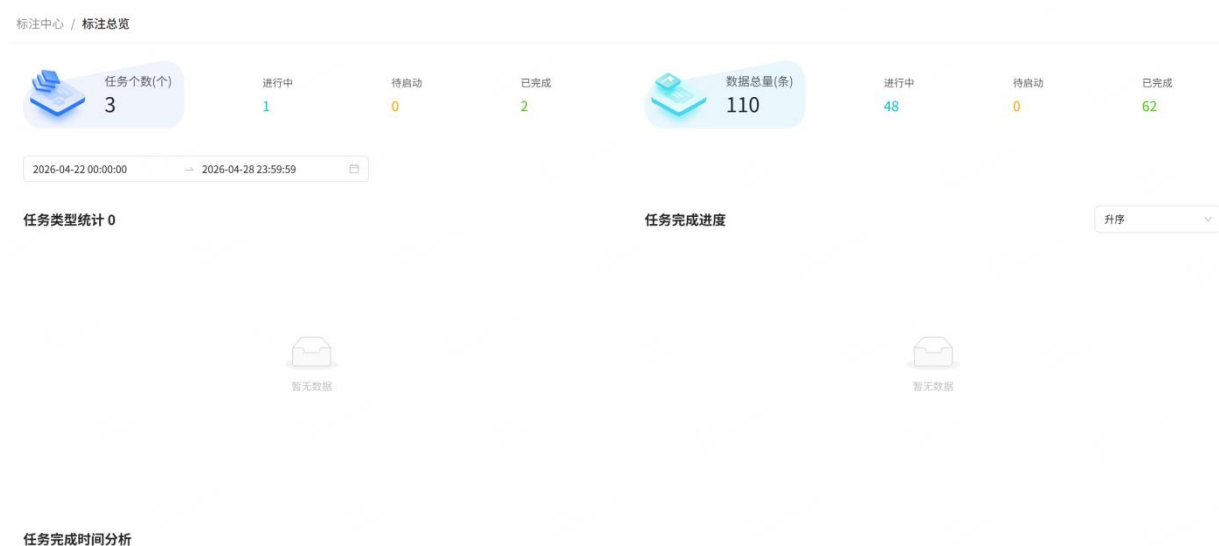 标注中心 / 标注总览
任务个数(个) 进行中 待启动 已完成
3 1 0 2
数据总量(条) 进行中 待启动 已完成
110 48 0 62
2026-04-22 00:00:00 → 2026-04-28 23:59:59
任务类型统计 0
暂无数据
任务完成进度 升序
暂无数据
任务完成时间分析